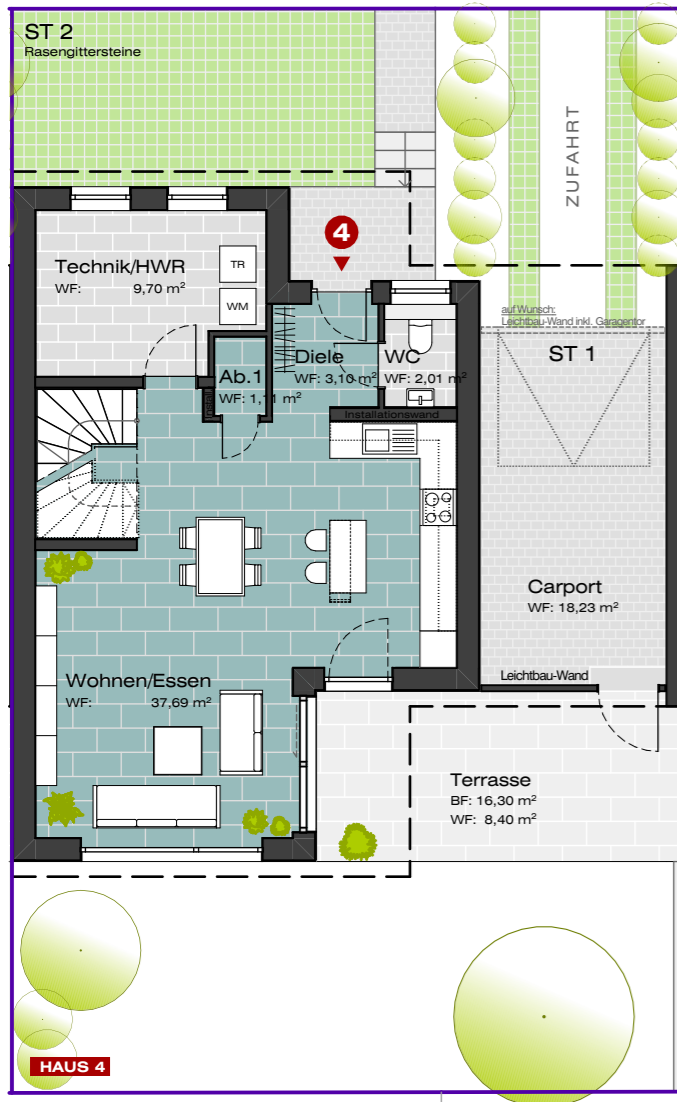 ST 2
Rasengittersteine
ZUFAHRT
4
Technik/HWR
WF: 9,70 m²
TR
WM
auf Wunsch:
Leichtbau-Wand inkl. Garagentor
ST 1
Diele
WF: 3,10 m²
WC
WF: 2,01 m²
Ab.1
WF: 1,11 m²
Installationswand
Carport
WF: 18,23 m²
Leichtbau-Wand
Wohnen/Essen
WF: 37,69 m²
Terrasse
BF: 16,30 m²
WF: 8,40 m²
HAUS 4